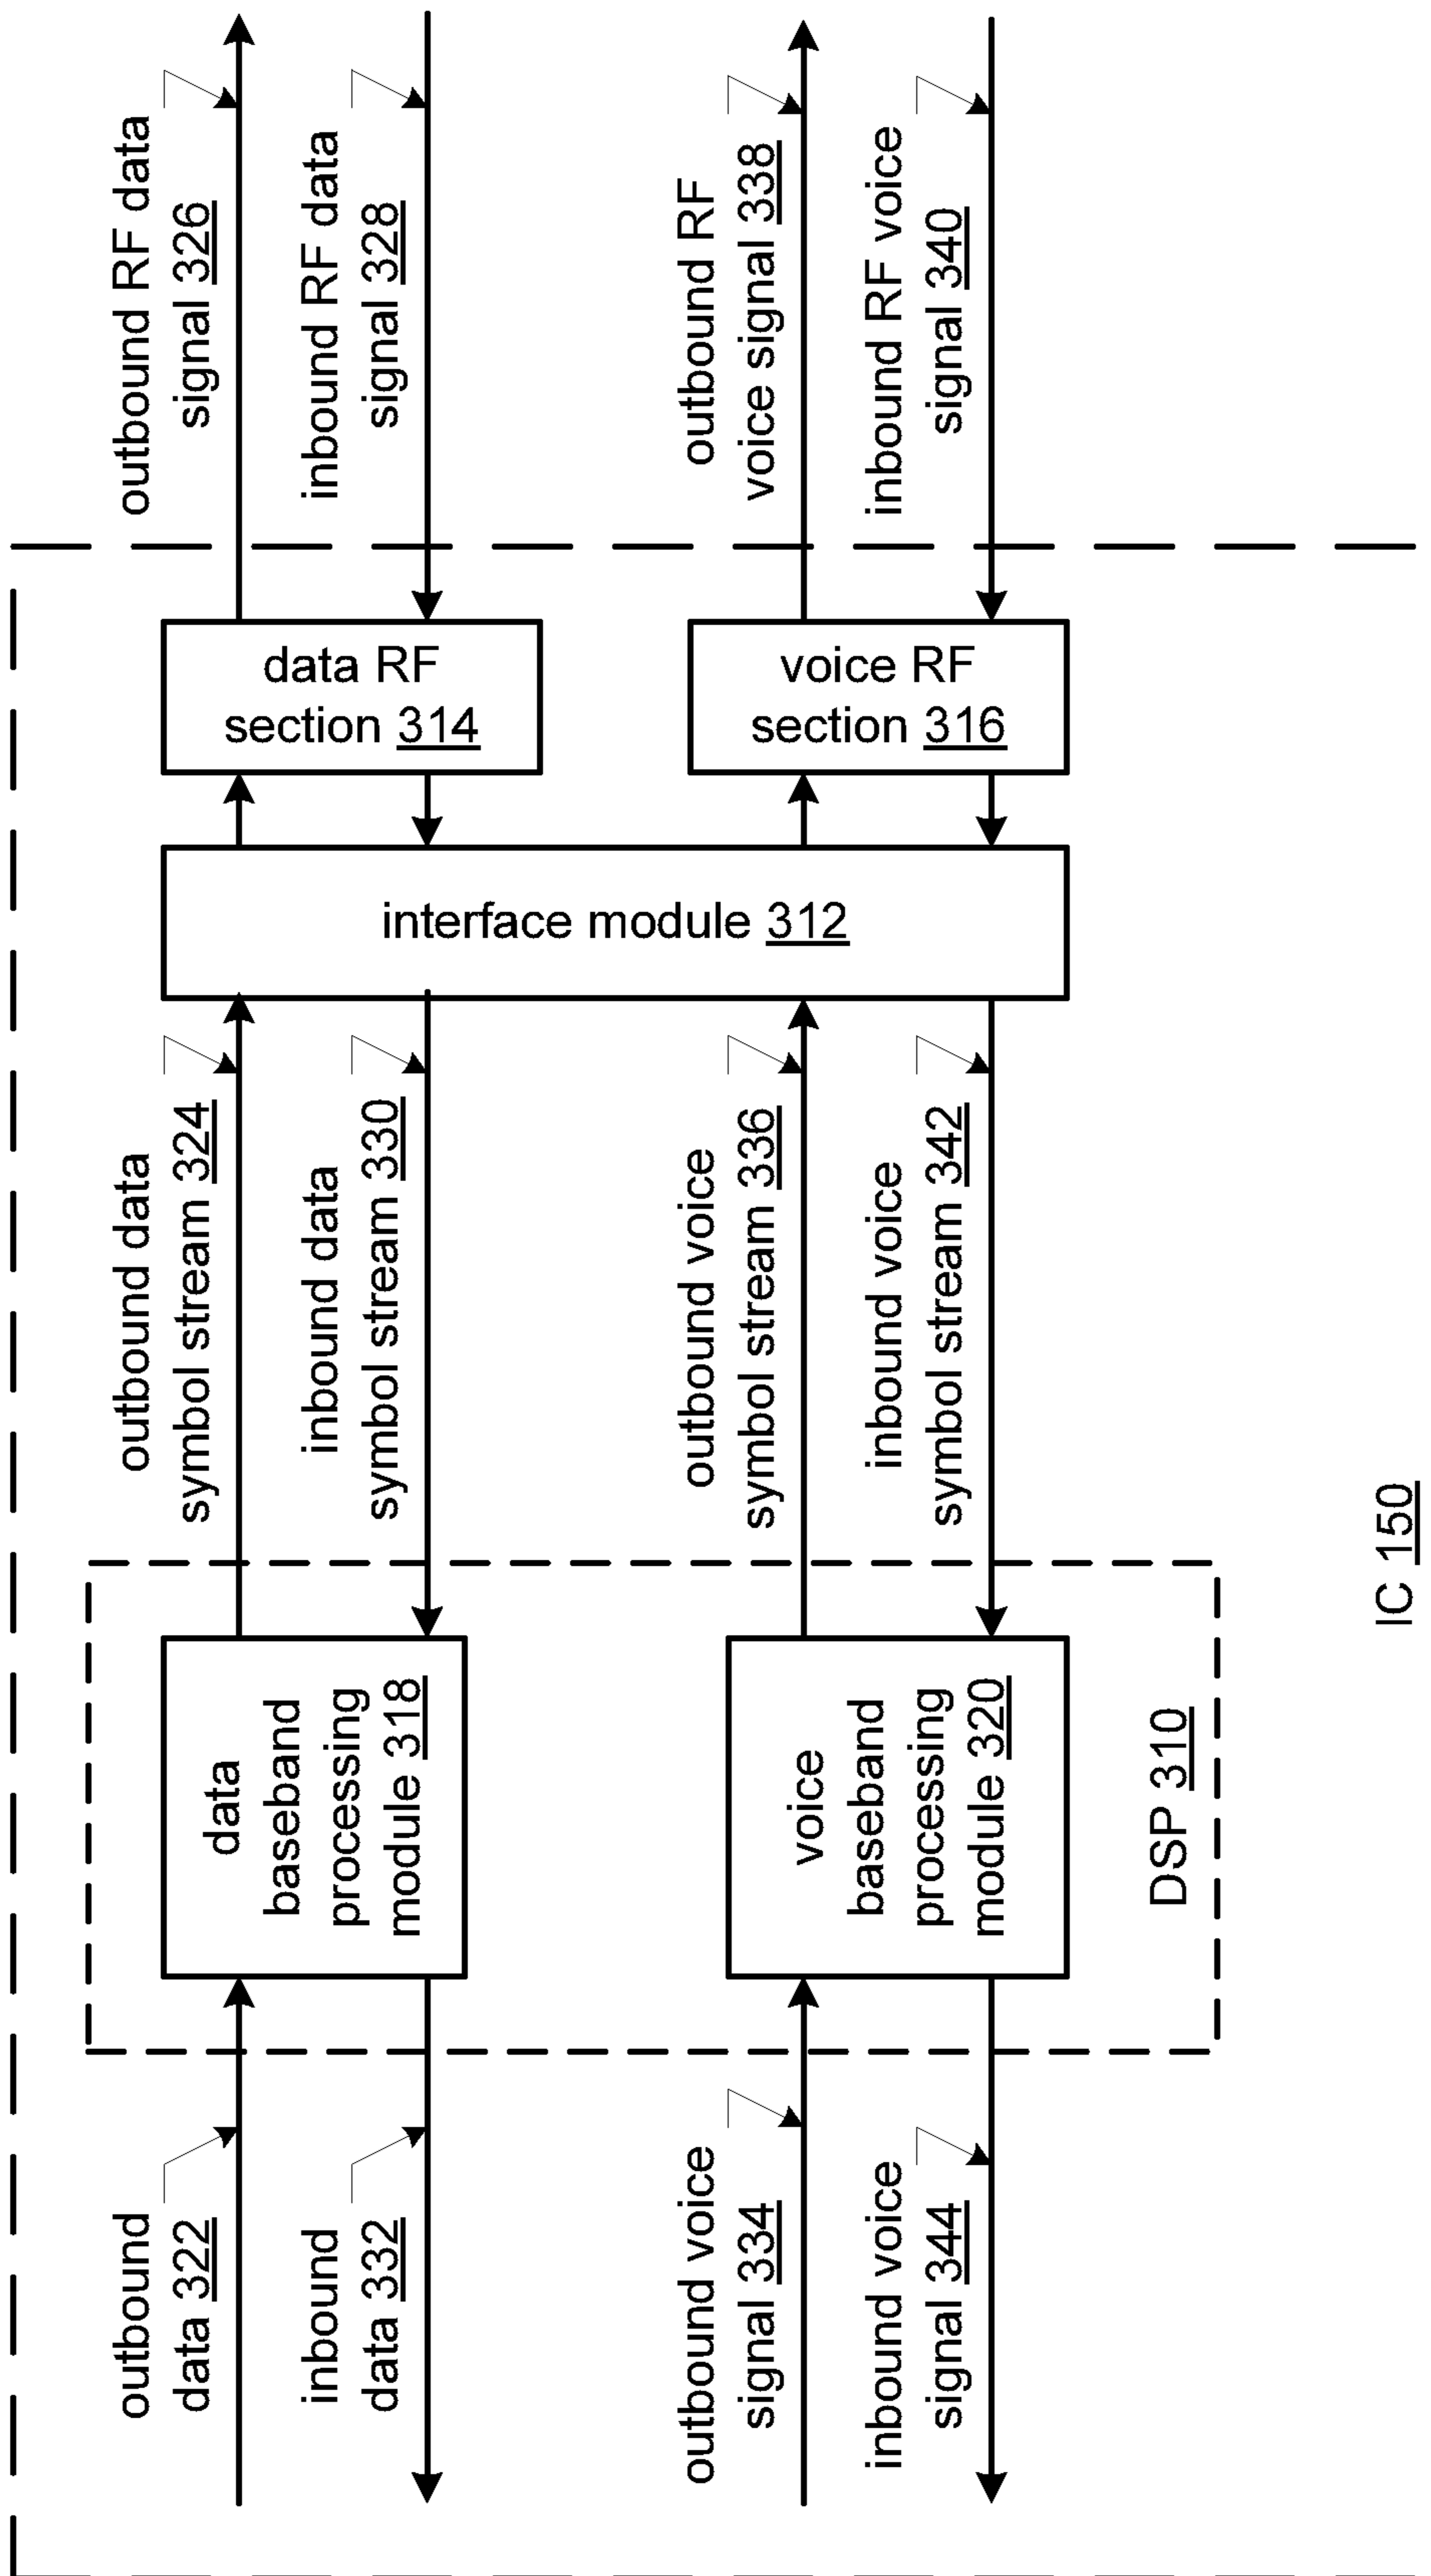 outbound RF data
signal 326
inbound RF data
signal 328
outbound RF
voice signal 338
inbound RF voice
signal 340
data RF
section 314
voice RF
section 316
interface module 312
outbound data
symbol stream 324
inbound data
symbol stream 330
outbound voice
symbol stream 336
inbound voice
symbol stream 342
data
baseband
processing
module 318
voice
baseband
processing
module 320
DSP 310
IC 150
outbound
data 322
inbound
data 332
outbound voice
signal 334
inbound voice
signal 344